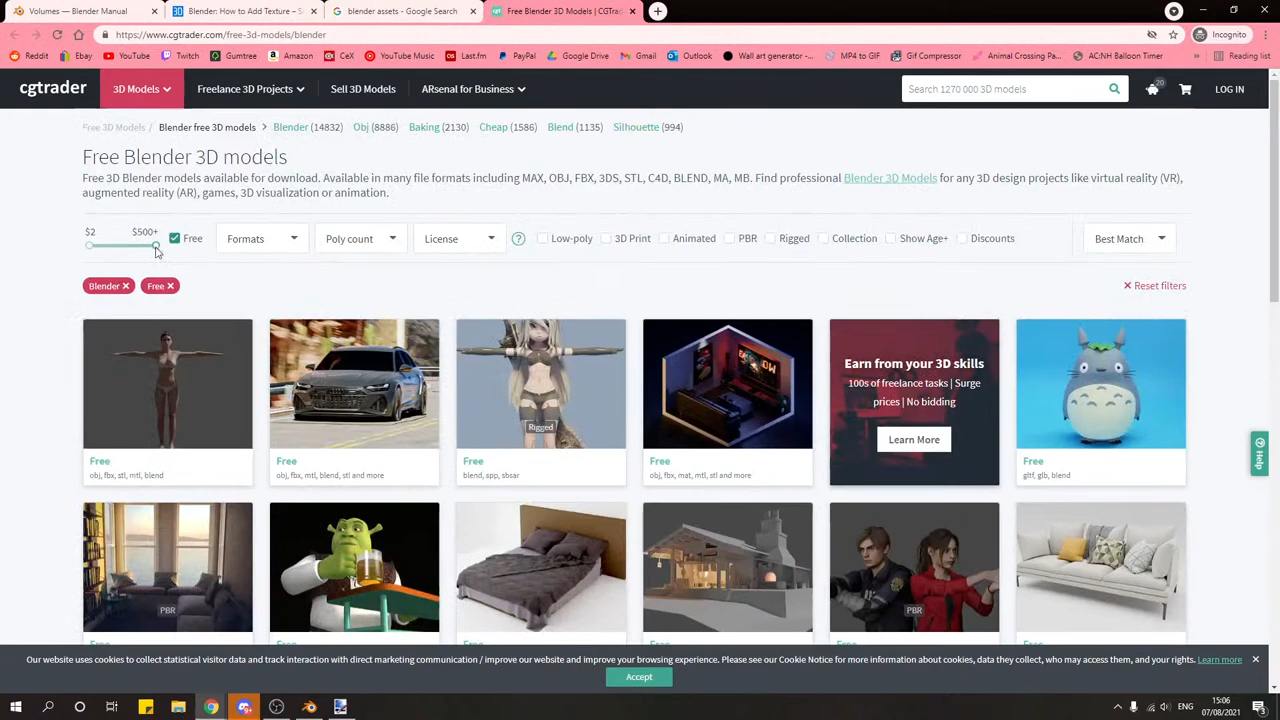 Volumes — Blender Manual
Blender: How to Add Texture – S
blender assets - Google Search
Free Blender 3D Models | CGTra
https://www.cgtrader.com/free-3d-models/blender
Incognito
Reddit
Ebay
YouTube
Twitch
Gumtree
Amazon
CeX
YouTube Music
Last.fm
PayPal
Google Drive
Gmail
Outlook
Wall art generator -...
MP4 to GIF
Gif Compressor
Animal Crossing Pa...
AC:NH Balloon Timer
Reading list
cgtrader
3D Models
Freelance 3D Projects
Sell 3D Models
ARsenal for Business
Search 1270 000 3D models
20
LOG IN
Free 3D Models / Blender free 3D models > Blender (14832) Obj (8886) Baking (2130) Cheap (1586) Blend (1135) Silhouette (994)
Free Blender 3D models
Free 3D Blender models available for download. Available in many file formats including MAX, OBJ, FBX, 3DS, STL, C4D, BLEND, MA, MB. Find professional Blender 3D Models for any 3D design projects like virtual reality (VR),
augmented reality (AR), games, 3D visualization or animation.
$2 $500+
Free
Formats
Poly count
License
?
Low-poly
3D Print
Animated
PBR
Rigged
Collection
Show Age+
Discounts
Best Match
Blender ×
Free ×
× Reset filters
Rigged
Earn from your 3D skills
100s of freelance tasks | Surge
prices | No bidding
Learn More
Free
obj, fbx, stl, mtl, blend
Free
obj, fbx, mtl, blend, stl and more
Free
blend, spp, sbsar
Free
obj, fbx, mat, mtl, stl and more
Free
gltf, glb, blend
Help
PBR
PBR
Our website uses cookies to collect statistical visitor data and track interaction with direct marketing communication / improve our website and improve your browsing experience. Please see our Cookie Notice for more information about cookies, data they collect, who may access them, and your rights. Learn more
Accept
15:06
07/08/2021
3